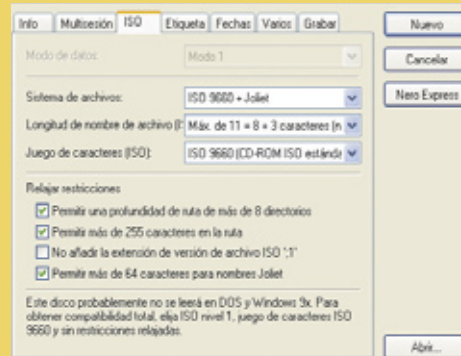 Info Multisesión ISO Etiqueta Fechas Varios Grabar
Nuevo
Modo de datos: Modo 1
Cancelar
Sistema de archivos: ISO 9660 + Joliet
Nero Express
Longitud de nombre de archivo (I: Máx. de 11 = 8 + 3 caracteres (n
Juego de caracteres (ISO): ISO 9660 (CD-ROM ISO estánda
Relajar restricciones
Permitir una profundidad de ruta de más de 8 directorios
Permitir más de 255 caracteres en la ruta
No añadir la extensión de versión de archivo ISO ';1'
Permitir más de 64 caracteres para nombres Joliet
Este disco probablemente no se leerá en DOS y Windows 9x. Para
obtener compatibilidad total, elija ISO nivel 1, juego de caracteres ISO
9660 y sin restricciones relajadas.
Abrir...